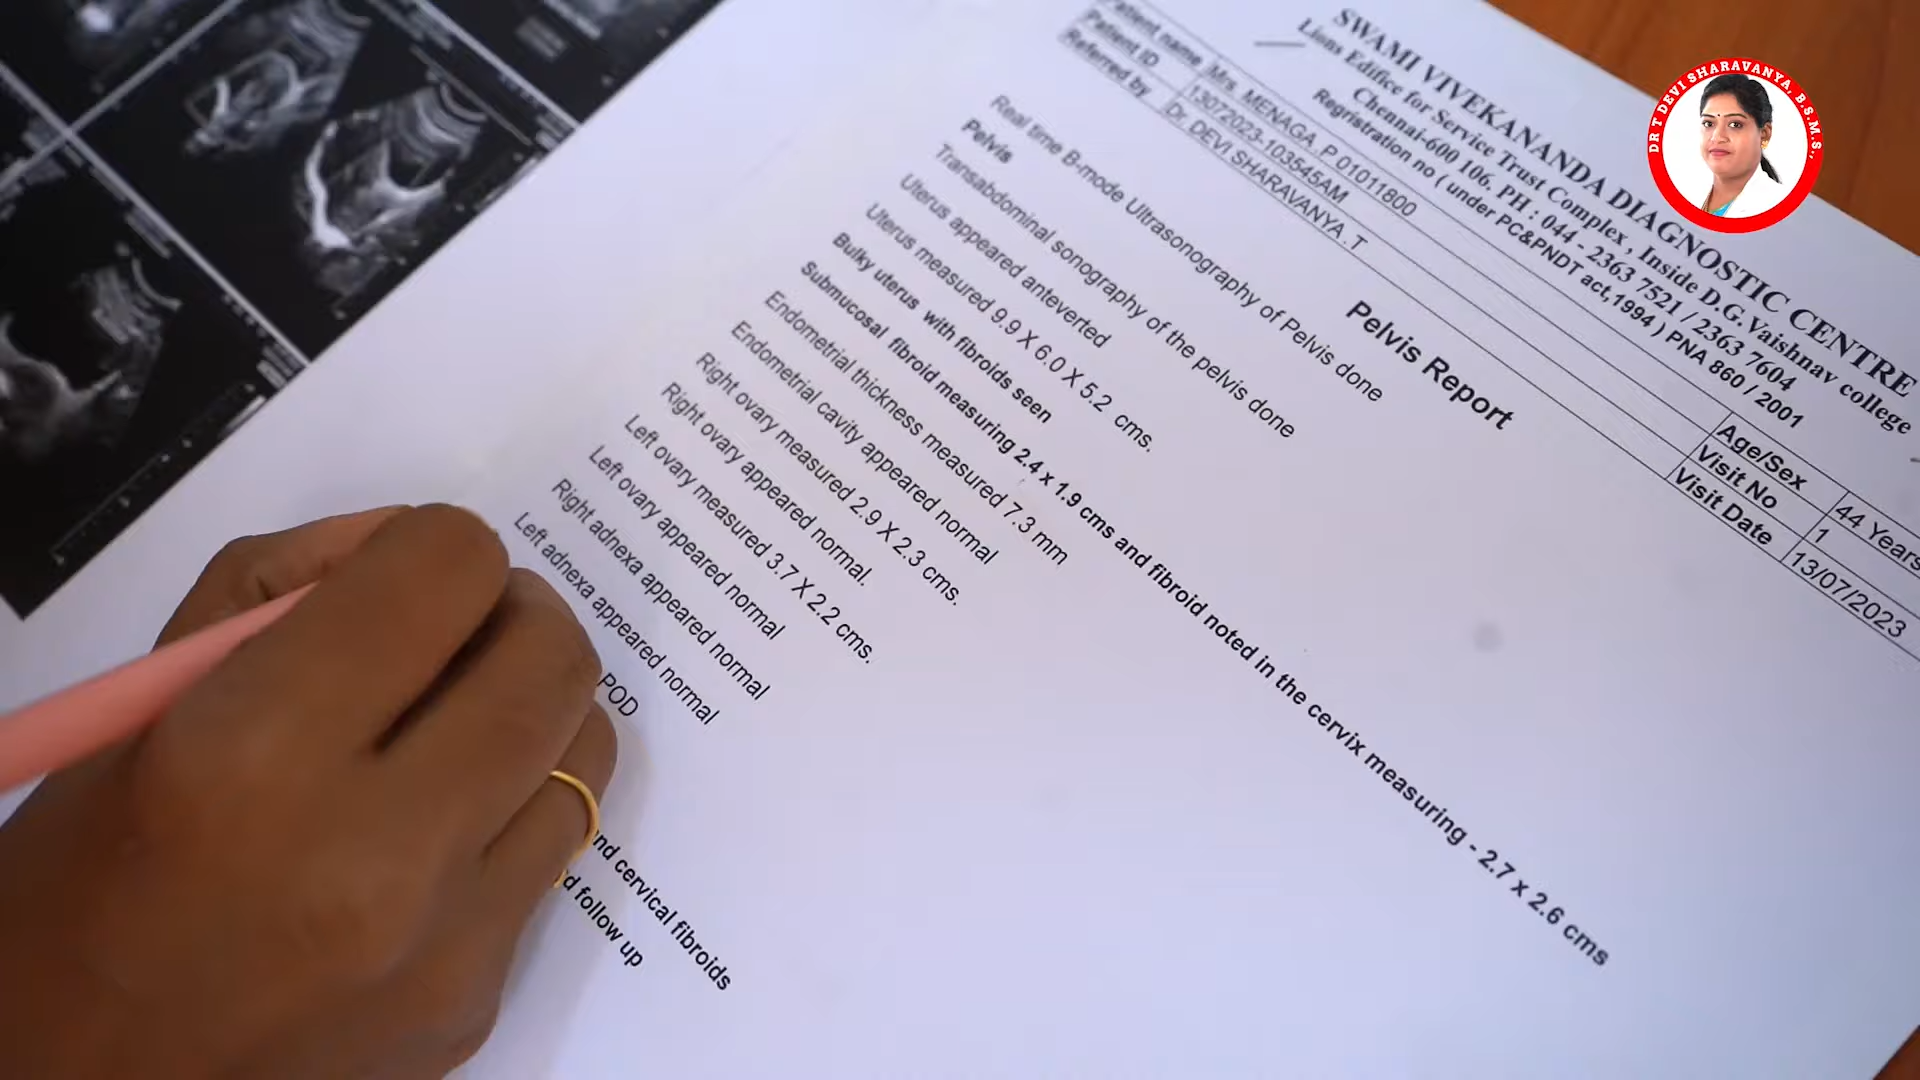 DR T DEVI SHARAVANYA, B.S.M.S.,
SWAMI VIVEKANANDA DIAGNOSTIC CENTRE
Lions Edifice for Service Trust Complex, Inside D.G.Vaishnav college
Chennai-600 106. PH : 044 - 2363 7521 / 2363 7604
Regristration no ( under PC&PNDT act,1994 ) PNA 860 / 2001
Patient name Mrs. MENAGA .P 01011800 Age/Sex 44 Years
Patient ID 13072023-103545AM Visit No 1
Referred by Dr. DEVI SHARAVANYA .T Visit Date 13/07/2023
Pelvis Report
Real time B-mode Ultrasonography of Pelvis done
Pelvis
Transabdominal sonography of the pelvis done
Uterus appeared anteverted
Uterus measured 9.9 X 6.0 X 5.2 cms.
Bulky uterus with fibroids seen
Submucosal fibroid measuring 2.4 x 1.9 cms and fibroid noted in the cervix measuring - 2.7 x 2.6 cms
Endometrial thickness measured 7.3 mm
Endometrial cavity appeared normal
Right ovary measured 2.9 X 2.3 cms.
Right ovary appeared normal.
Left ovary measured 3.7 X 2.2 cms.
Left ovary appeared normal
Right adnexa appeared normal
Left adnexa appeared normal
POD
nd cervical fibroids
d follow up